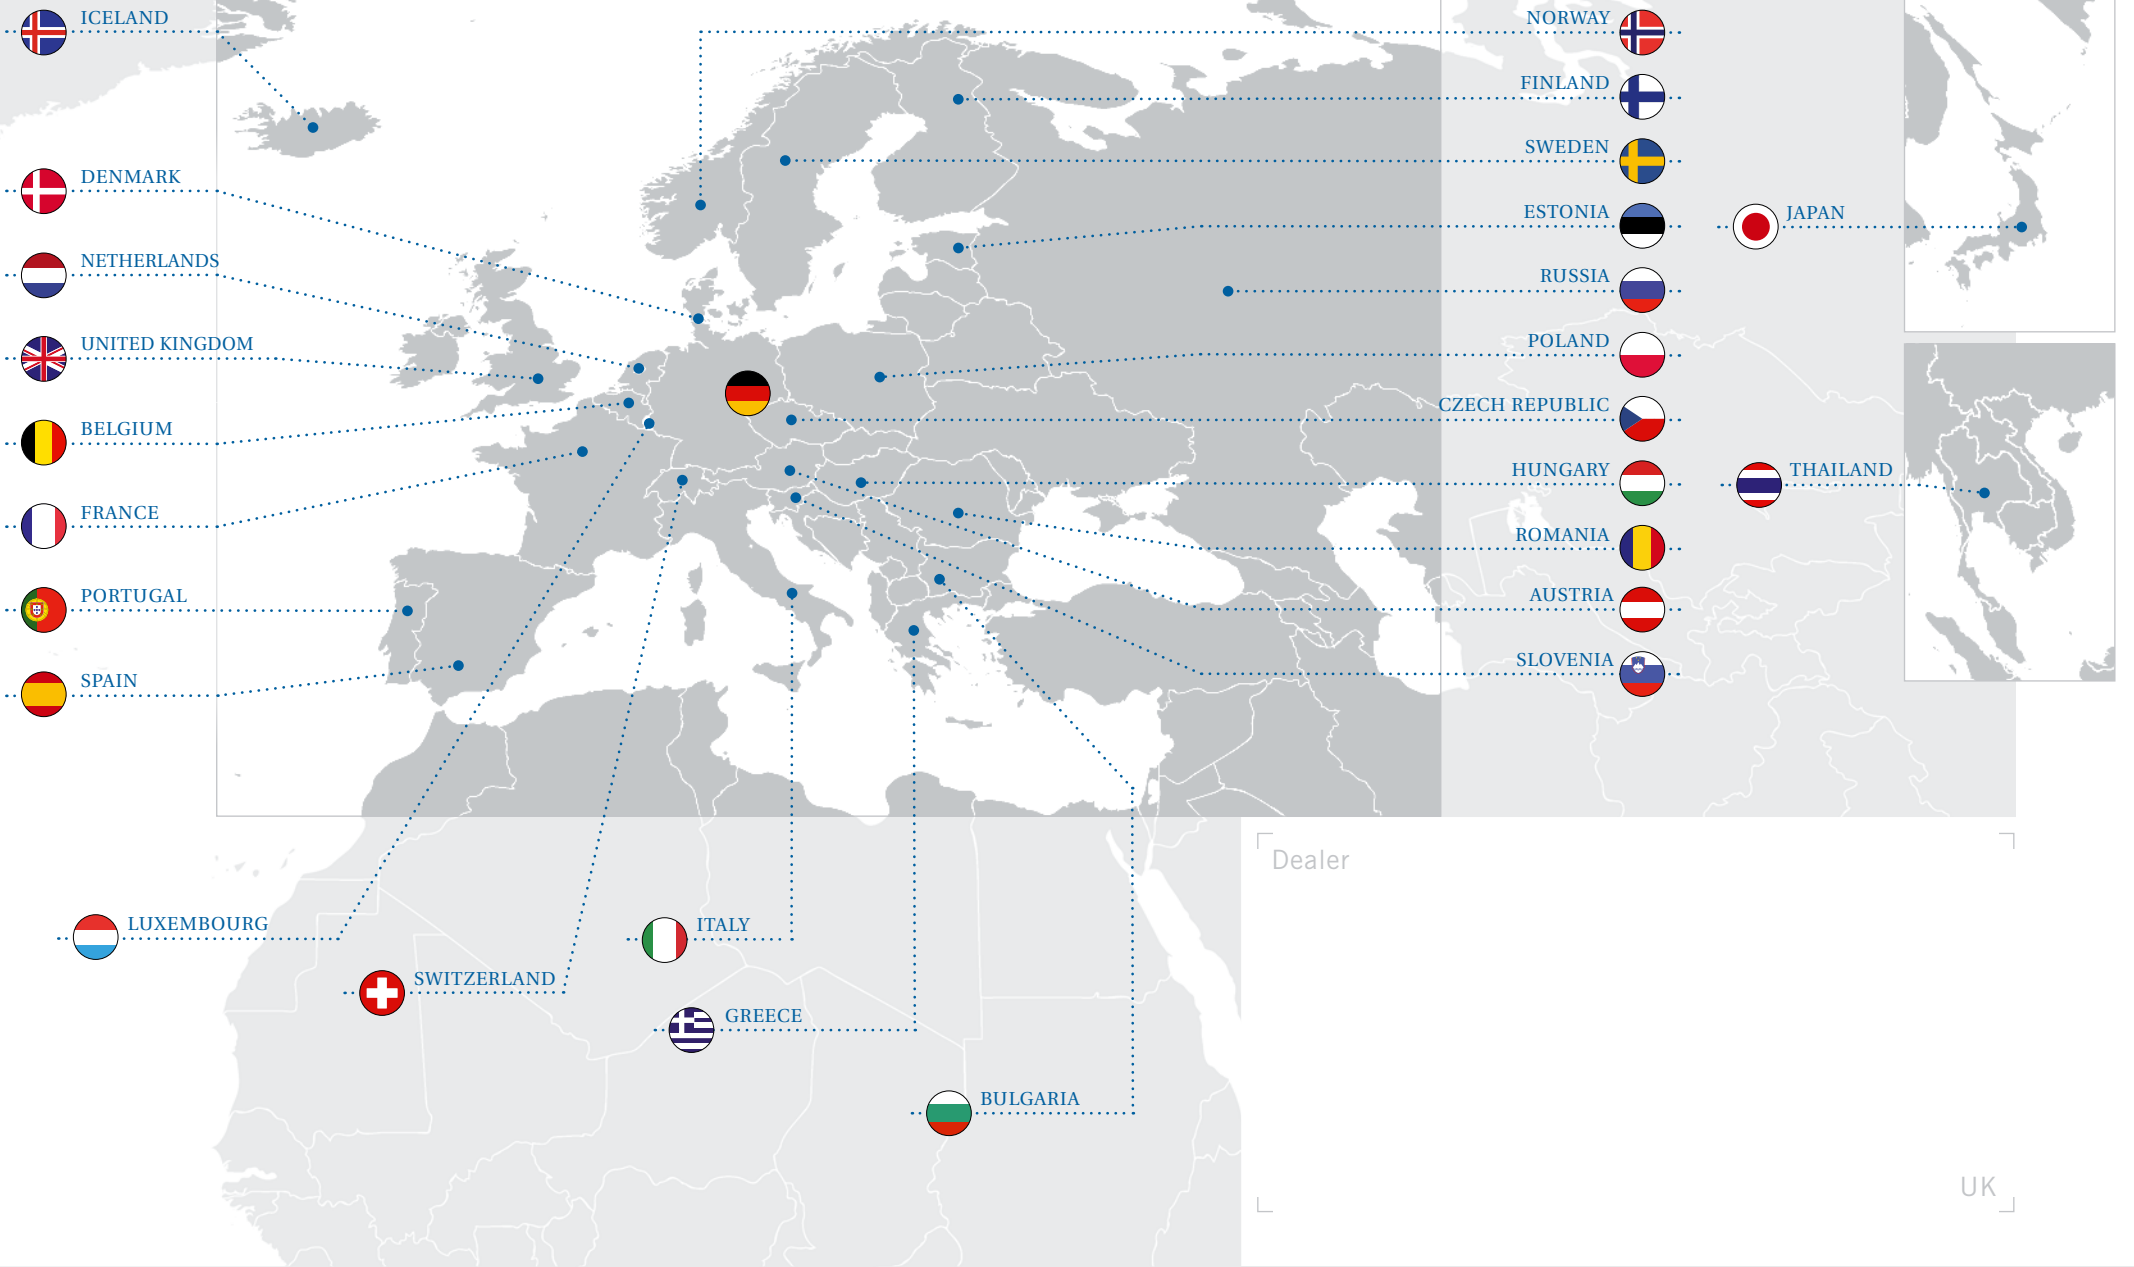 ICELAND
DENMARK
NETHERLANDS
UNITED KINGDOM
BELGIUM
FRANCE
PORTUGAL
SPAIN
LUXEMBOURG
SWITZERLAND
ITALY
GREECE
BULGARIA
NORWAY
FINLAND
SWEDEN
ESTONIA
RUSSIA
POLAND
CZECH REPUBLIC
HUNGARY
ROMANIA
AUSTRIA
SLOVENIA
JAPAN
THAILAND
Dealer
UK